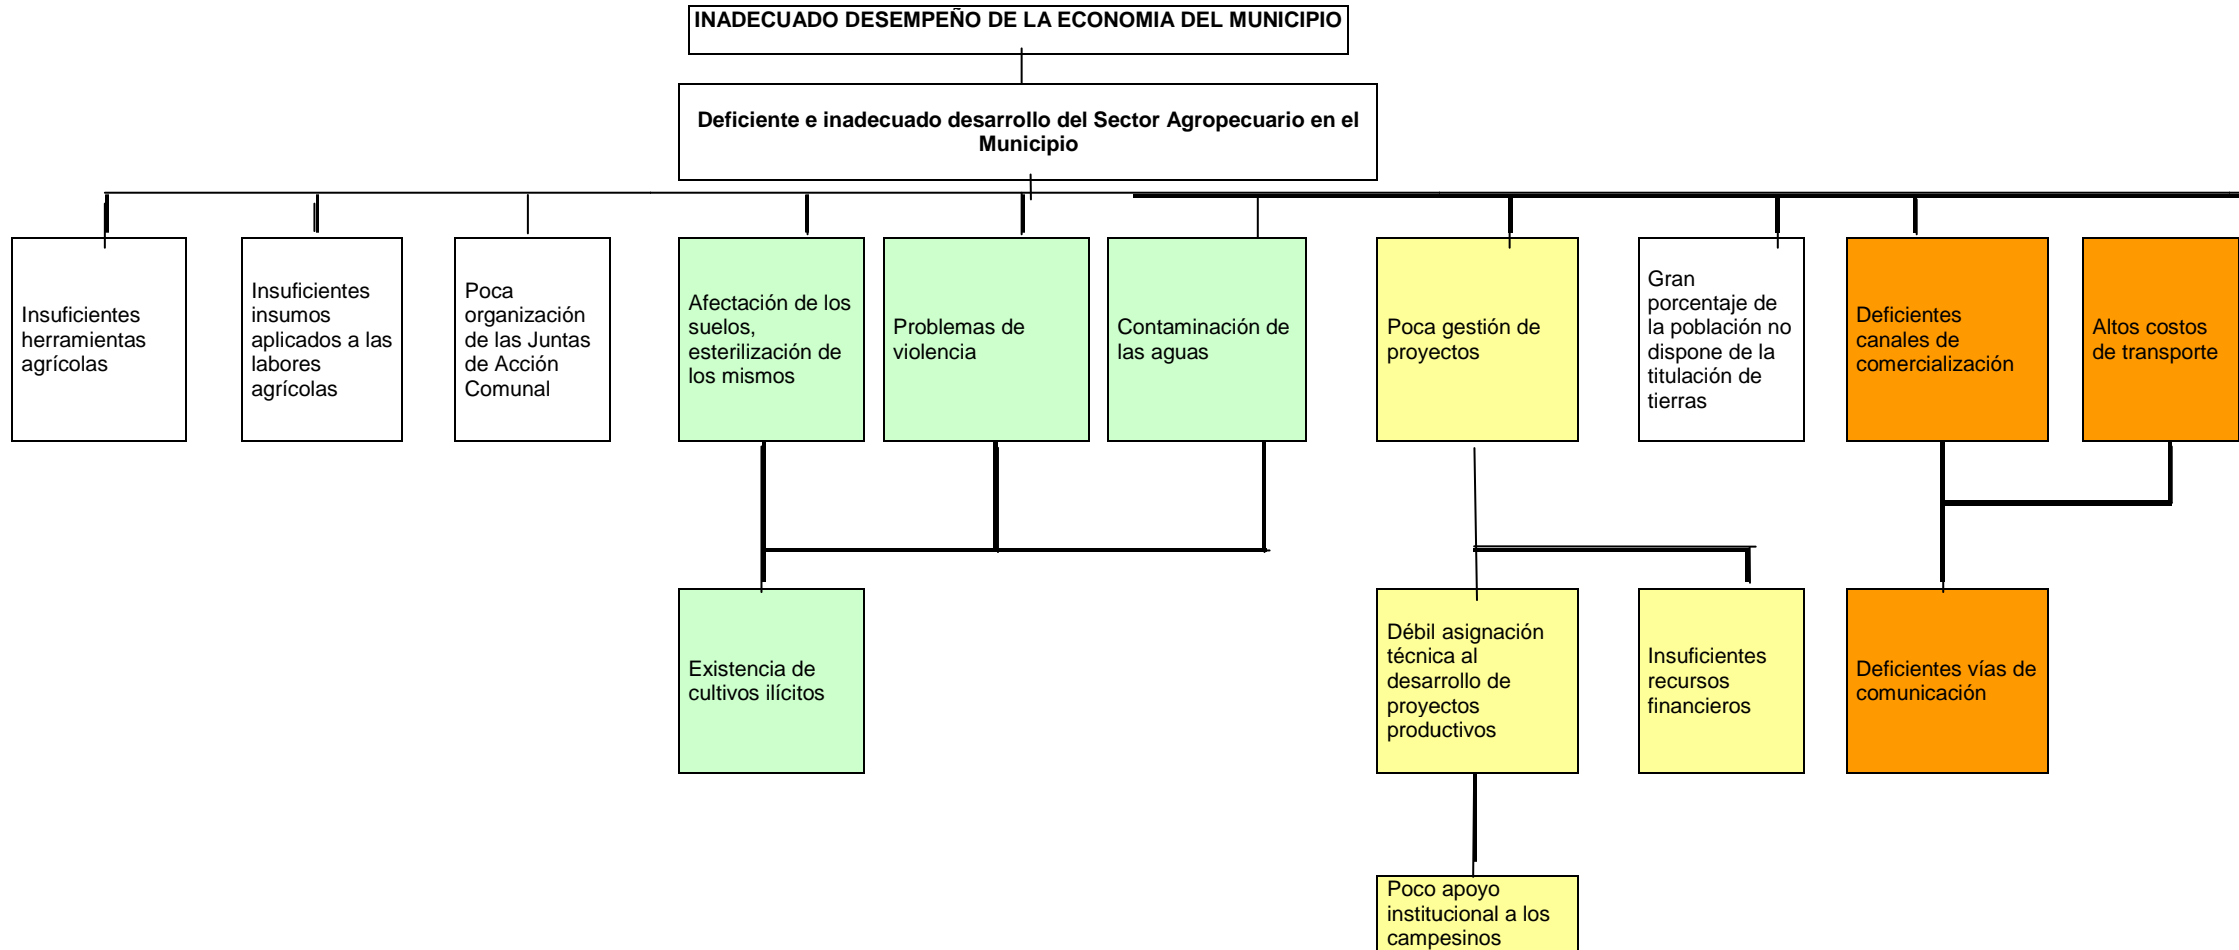 INADECUADO DESEMPEÑO DE LA ECONOMIA DEL MUNICIPIO
Deficiente e inadecuado desarrollo del Sector Agropecuario en el
Municipio
Insuficientes
herramientas
agrícolas
Insuficientes
insumos
aplicados a las
labores
agrícolas
Poca
organización
de las Juntas
de Acción
Comunal
Afectación de los
suelos,
esterilización de
los mismos
Problemas de
violencia
Contaminación de
las aguas
Poca gestión de
proyectos
Gran
porcentaje de
la población no
dispone de la
titulación de
tierras
Deficientes
canales de
comercialización
Altos costos
de transporte
Existencia de
cultivos ilícitos
Débil asignación
técnica al
desarrollo de
proyectos
productivos
Insuficientes
recursos
financieros
Deficientes vías de
comunicación
Poco apoyo
institucional a los
campesinos